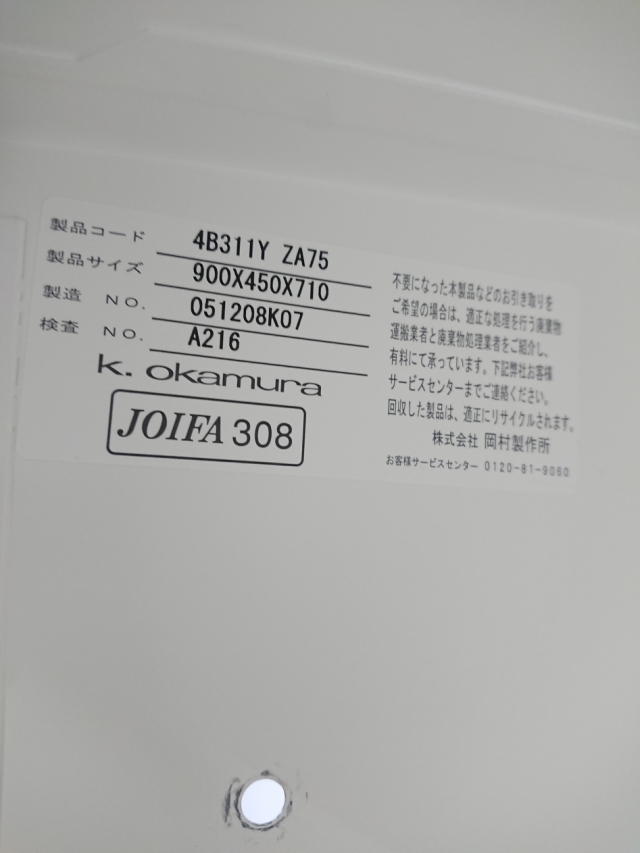 製品コード 4B311Y ZA75
製品サイズ 900X450X710
製造 NO. 051208K07
検査 NO. A216
k. okamura
JOIFA 308
不要になった本製品などのお引き取りを
ご希望の場合は、適正な処理を行う廃棄物
運搬業者と廃棄物処理業者をご紹介し、
有料にて承っています。下記弊社お客様
サービスセンターまでご連絡ください。
回収した製品は、適正にリサイクルされます。
株式会社 岡村製作所
お客様サービスセンター 0120-81-9060